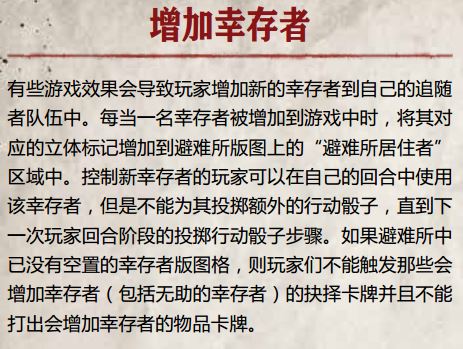 增加幸存者
有些游戏效果会导致玩家增加新的幸存者到自己的追随
者队伍中。每当一名幸存者被增加到游戏中时，将其对
应的立体标记增加到避难所版图上的“避难所居住者”
区域中。控制新幸存者的玩家可以在自己的回合中使用
该幸存者，但是不能为其投掷额外的行动骰子，直到下
一次玩家回合阶段的投掷行动骰子步骤。如果避难所中
已没有空置的幸存者版图格，则玩家们不能触发那些会
增加幸存者（包括无助的幸存者）的抉择卡牌并且不能
打出会增加幸存者的物品卡牌。